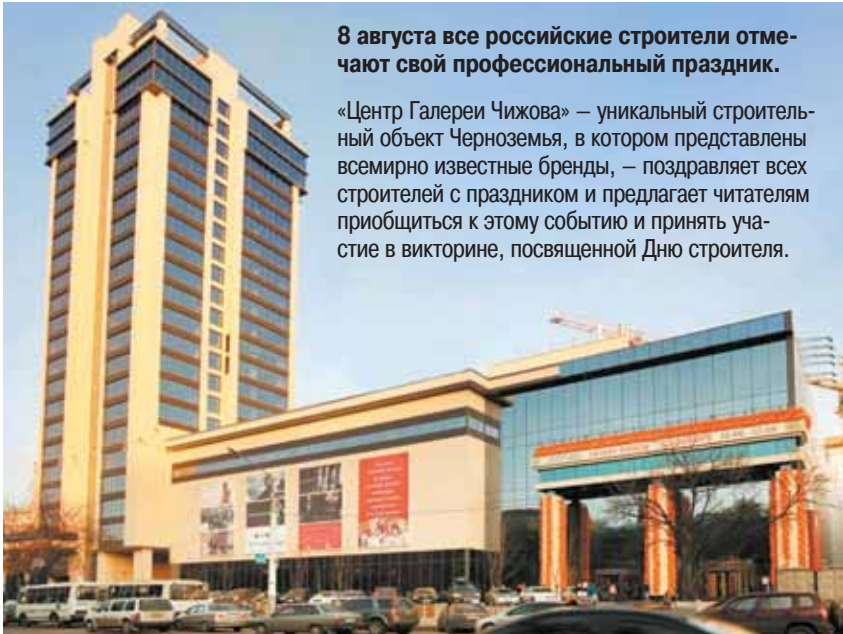 8 августа все российские строители отме-
чают свой профессиональный праздник.
«Центр Галереи Чижова» – уникальный строитель-
ный объект Черноземья, в котором представлены
всемирно известные бренды, – поздравляет всех
строителей с праздником и предлагает читателям
приобщиться к этому событию и принять уча-
стие в викторине, посвященной Дню строителя.